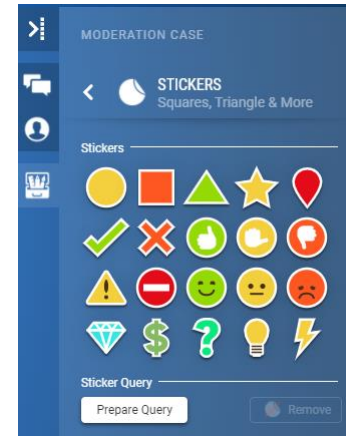 MODERATION CASE
STICKERS
Squares, Triangle & More
Stickers
Sticker Query
Prepare Query
Remove